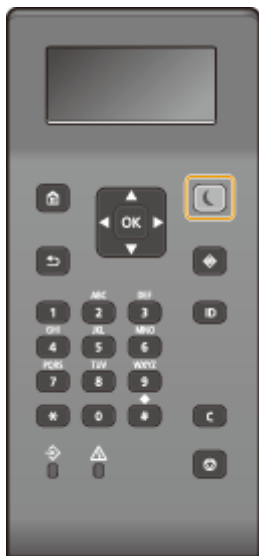 OK
ABC DEF
1 2 3 ID
GHI JKL MNO
4 5 6
PQRS TUV WXYZ
7 8 9
* 0 # C